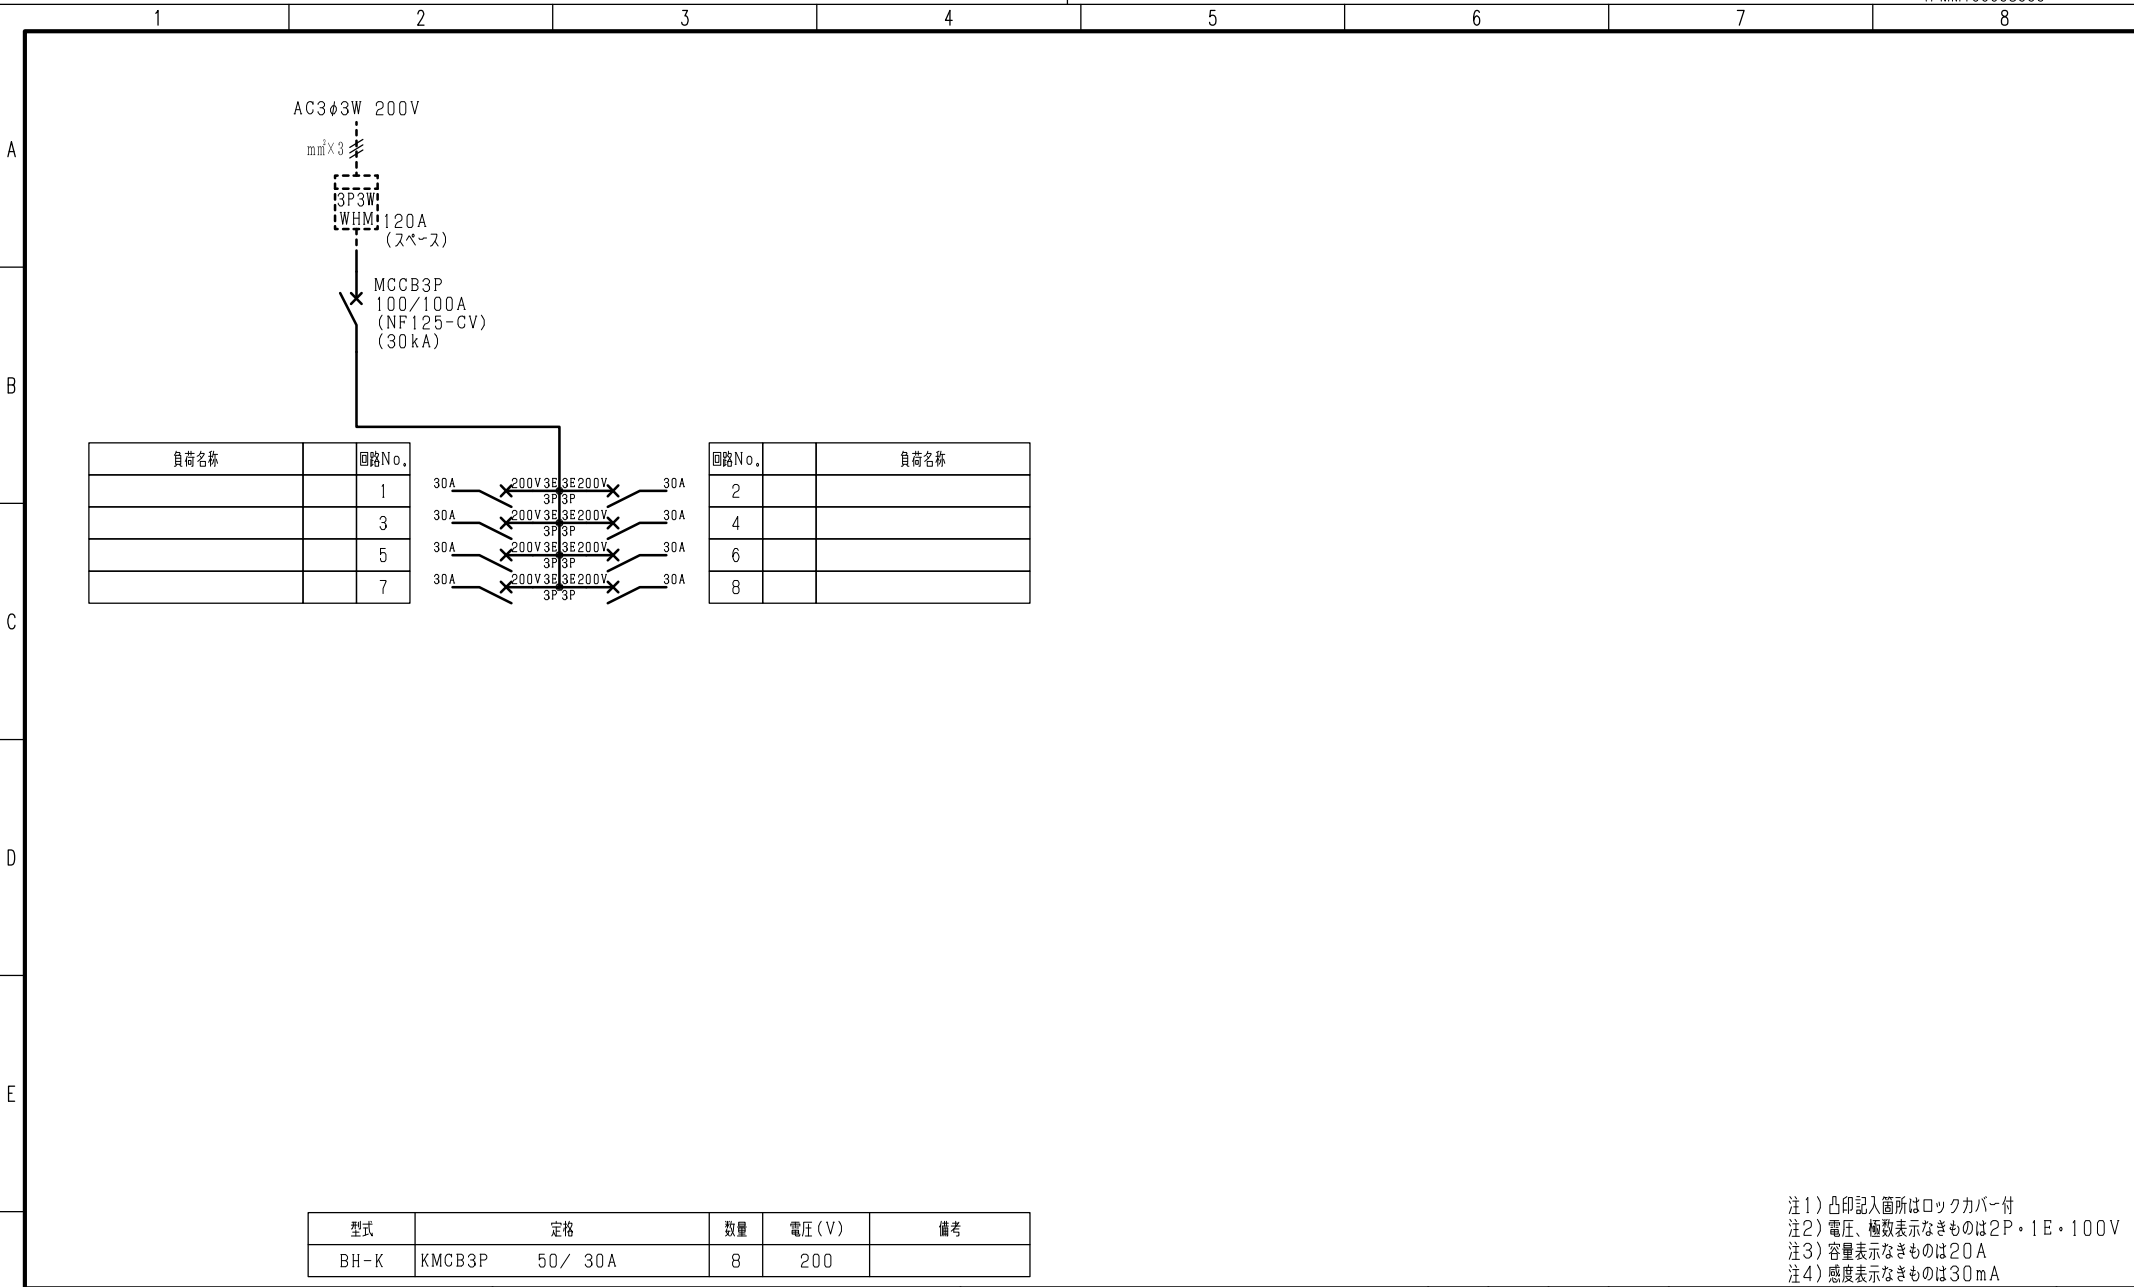 1 2 3 4 5 6 7 8
A
B
C
D
E
AC3φ3W 200V
mm²×3
3P3W
WHM
120A
(スペース)
MCCB3P
100/100A
(NF125-CV)
(30kA)
負荷名称 回路No.
1
3
5
7
30A 200V 3E 3E 200V 30A
3P 3P
30A 200V 3E 3E 200V 30A
3P 3P
30A 200V 3E 3E 200V 30A
3P 3P
30A 200V 3E 3E 200V 30A
3P 3P
回路No. 負荷名称
2
4
6
8
型式 定格 数量 電圧(V) 備考
BH-K KMCB3P 50/ 30A 8 200
注1)凸印記入箇所はロックカバー付
注2)電圧、極数表示なきものは2P・1E・100V
注3)容量表示なきものは20A
注4)感度表示なきものは30mA